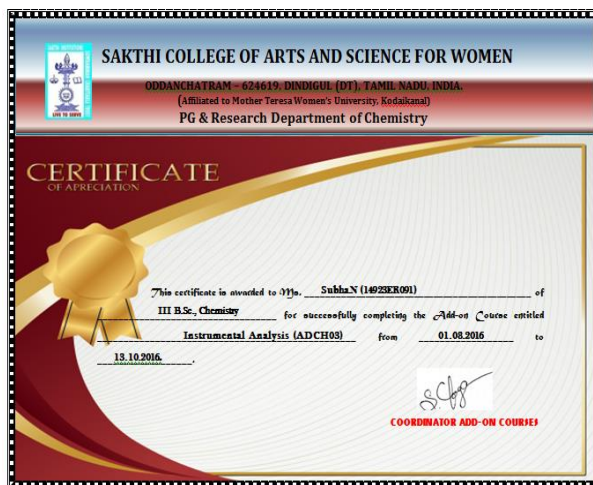 SAKTHI COLLEGE OF ARTS AND SCIENCE FOR WOMEN
ODDANCHATRAM – 624619. DINDIGUL (DT), TAMIL NADU, INDIA.
(Affiliated to Mother Teresa Women's University, Kodaikanal)
PG & Research Department of Chemistry
LIVE TO SERVE
CERTIFICATE
OF APRECIATION
This certificate is awarded to Ms. Subha.N (14923ER091) of
III B.Sc., Chemistry for successfully completing the Add-on Course entitled
Instrumental Analysis (ADCH03) from 01.08.2016 to
13.10.2016.
COORDINATOR ADD-ON COURSES